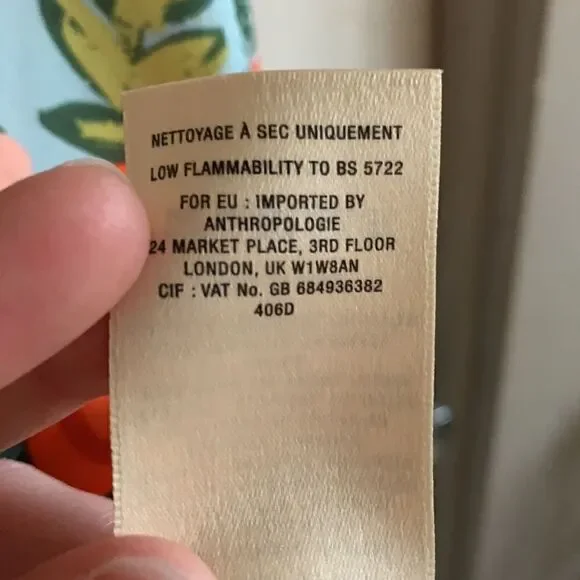 NETTOYAGE À SEC UNIQUEMENT
LOW FLAMMABILITY TO BS 5722
FOR EU : IMPORTED BY
ANTHROPOLOGIE
24 MARKET PLACE, 3RD FLOOR
LONDON, UK W1W8AN
CIF : VAT No. GB 684936382
406D